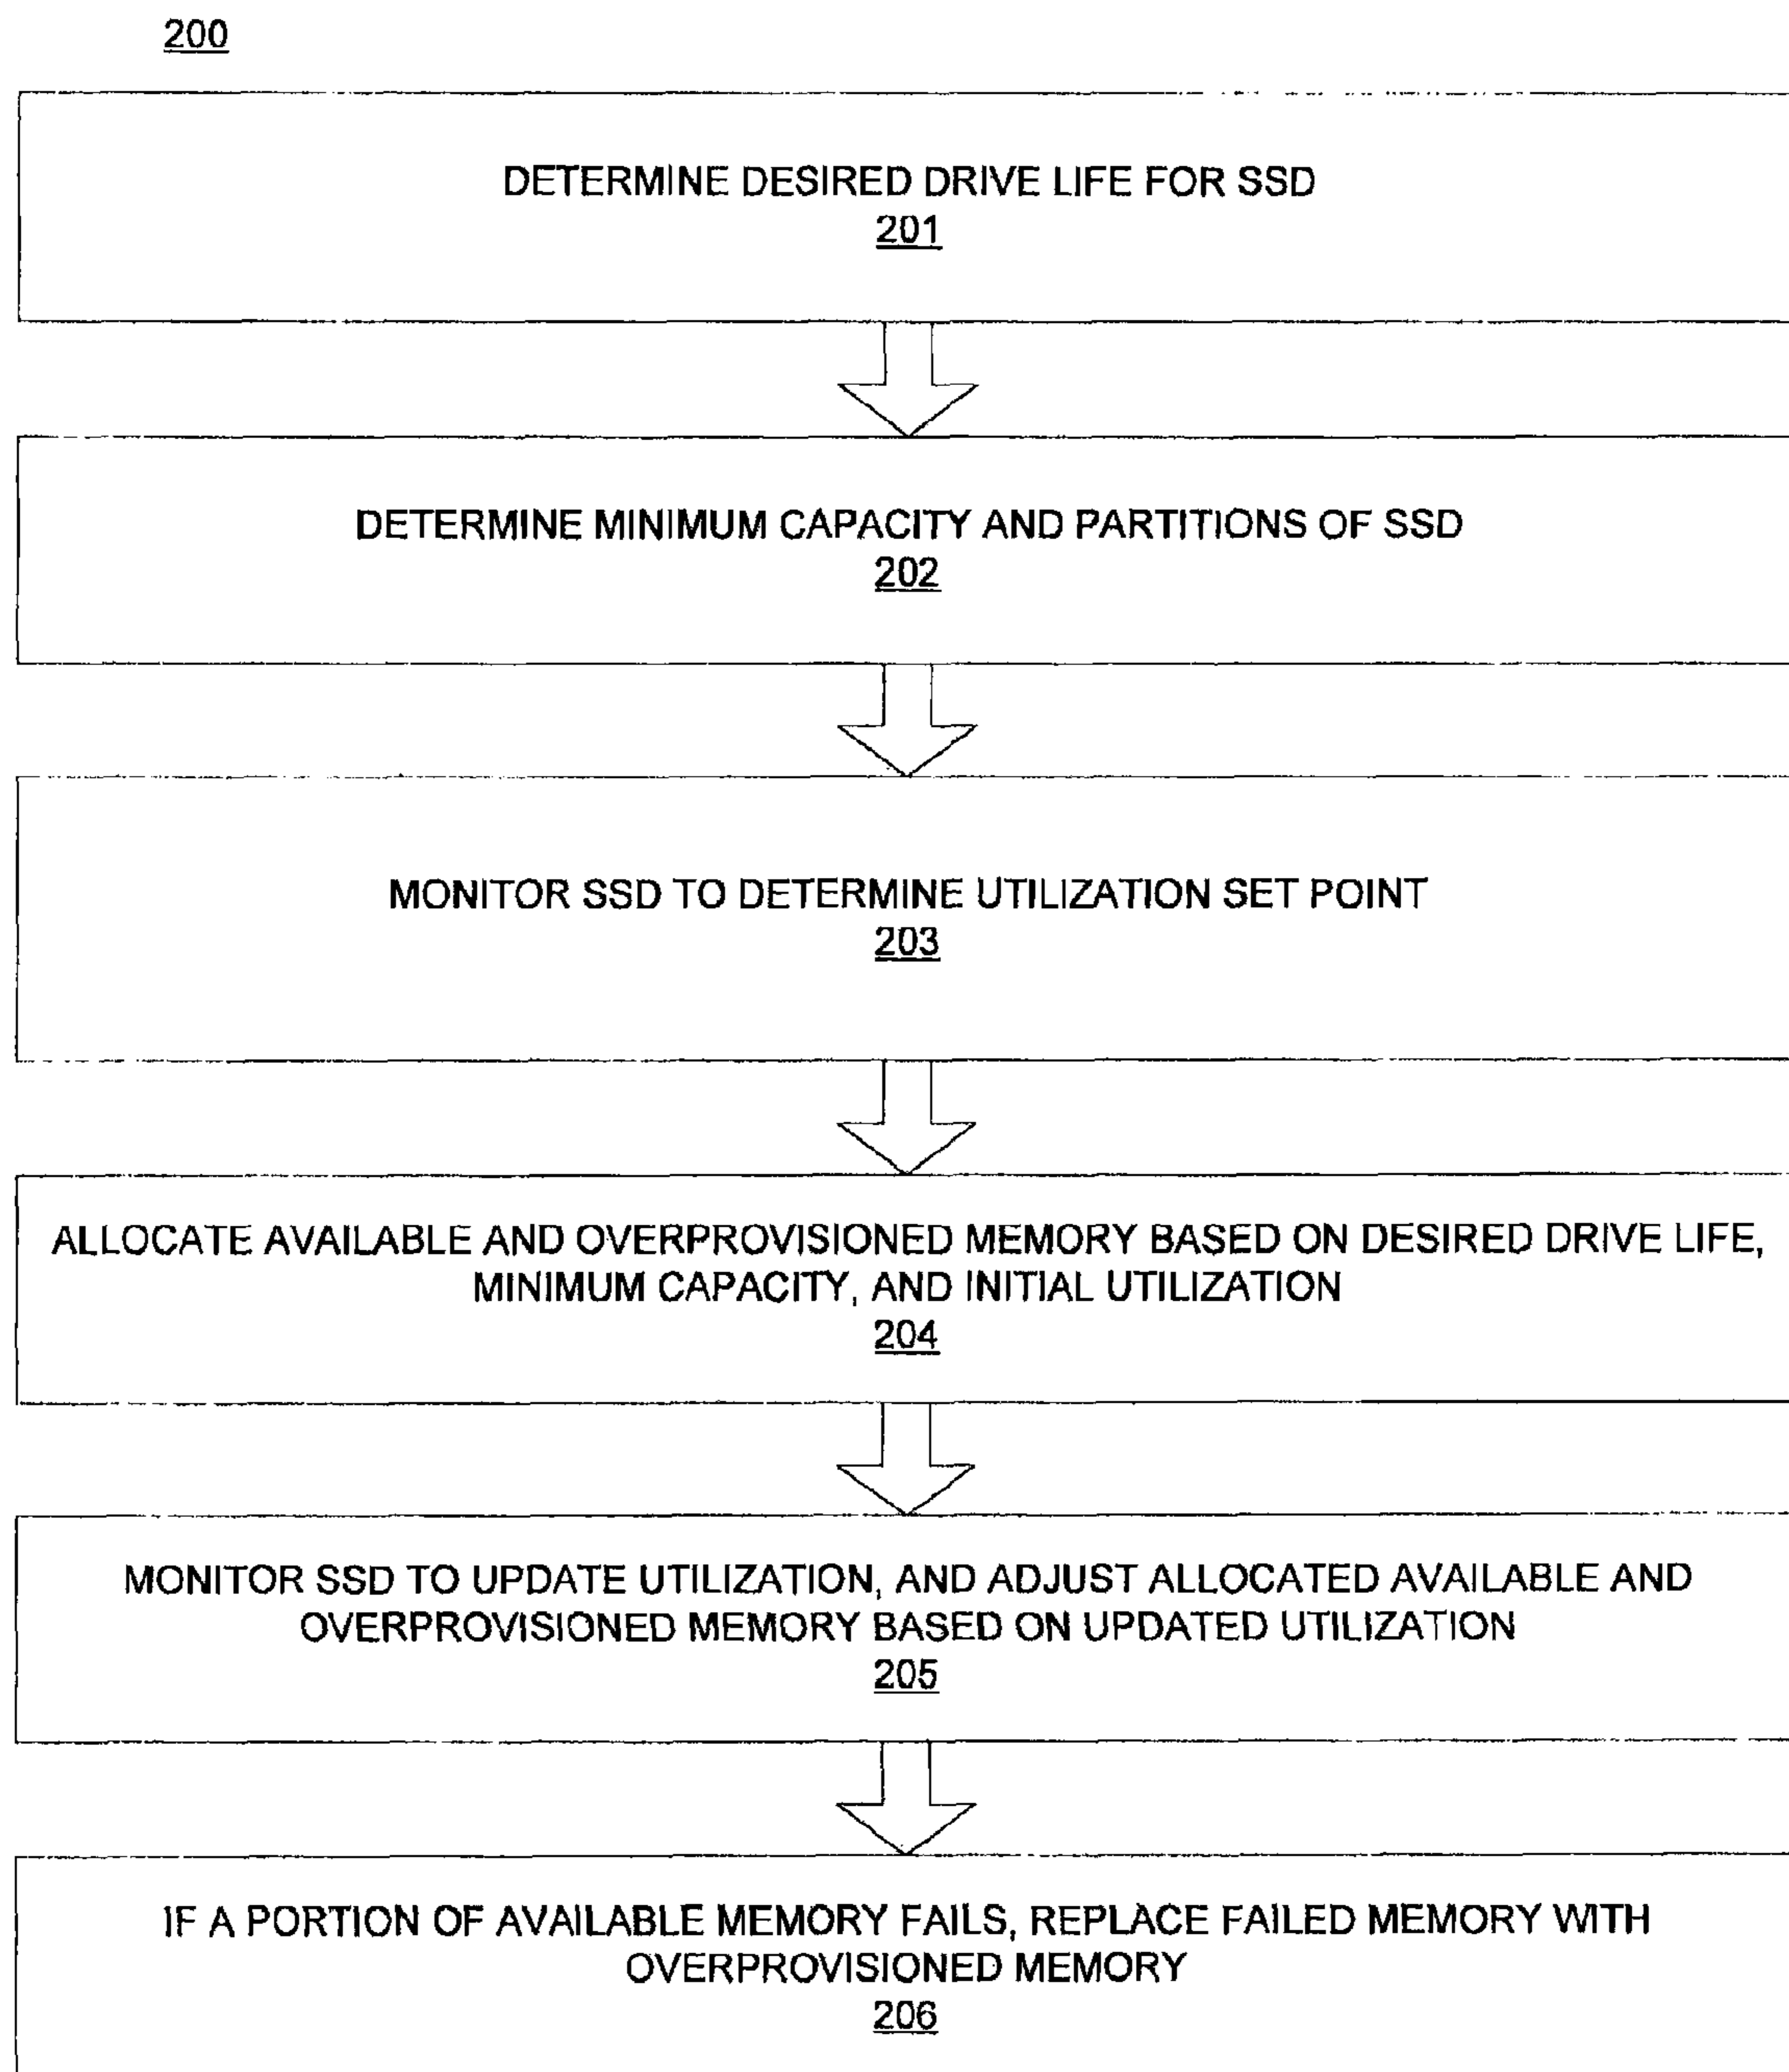 200
DETERMINE DESIRED DRIVE LIFE FOR SSD
201
DETERMINE MINIMUM CAPACITY AND PARTITIONS OF SSD
202
MONITOR SSD TO DETERMINE UTILIZATION SET POINT
203
ALLOCATE AVAILABLE AND OVERPROVISIONED MEMORY BASED ON DESIRED DRIVE LIFE,
MINIMUM CAPACITY, AND INITIAL UTILIZATION
204
MONITOR SSD TO UPDATE UTILIZATION, AND ADJUST ALLOCATED AVAILABLE AND
OVERPROVISIONED MEMORY BASED ON UPDATED UTILIZATION
205
IF A PORTION OF AVAILABLE MEMORY FAILS, REPLACE FAILED MEMORY WITH
OVERPROVISIONED MEMORY
206